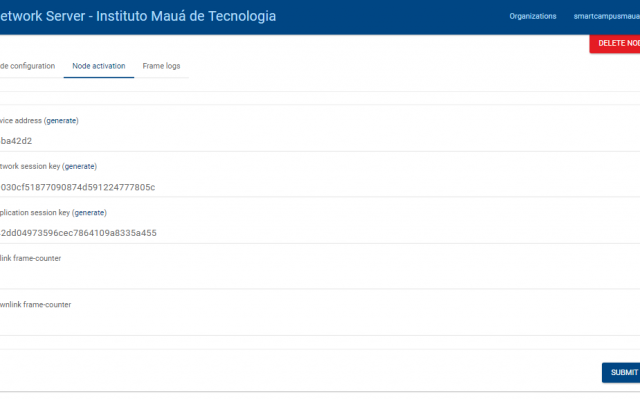 etwork Server - Instituto Mauá de Tecnologia
Organizations
smartcampusmaua
DELETE NOD
de configuration
Node activation
Frame logs
vice address (generate)
ba42d2
twork session key (generate)
030cf51877090874d591224777805c
plication session key (generate)
2dd04973596cec7864109a8335a455
link frame-counter
wnlink frame-counter
SUBMIT